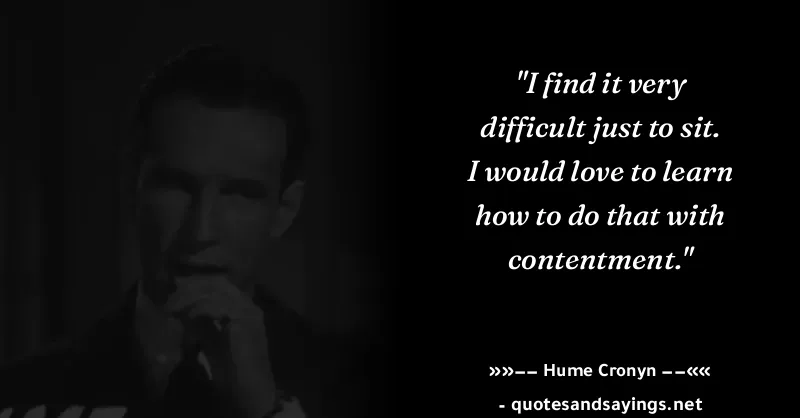 "I find it very
difficult just to sit.
I would love to learn
how to do that with
contentment."
»»–– Hume Cronyn ––««
- quotesandsayings.net